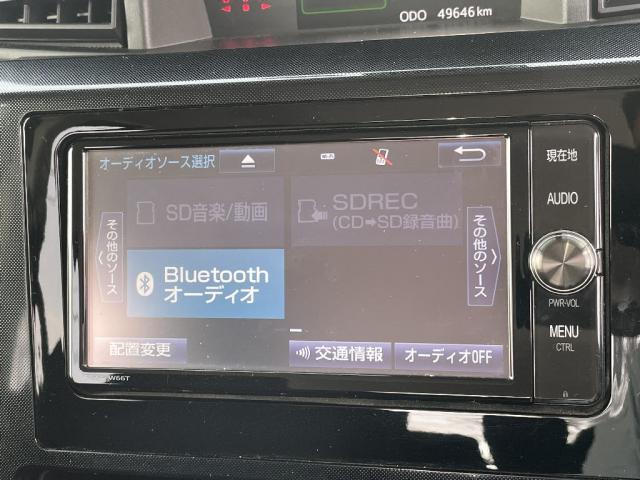 ODO 49646 km
オーディオソース選択
Wi-Fi
SD音楽/動画
SDREC
(CD➡SD録音曲)
その他のソース
その他のソース
Bluetooth
オーディオ
配置変更
交通情報
オーディオOFF
W66T
現在地
AUDIO
PWR•VOL
MENU
CTRL